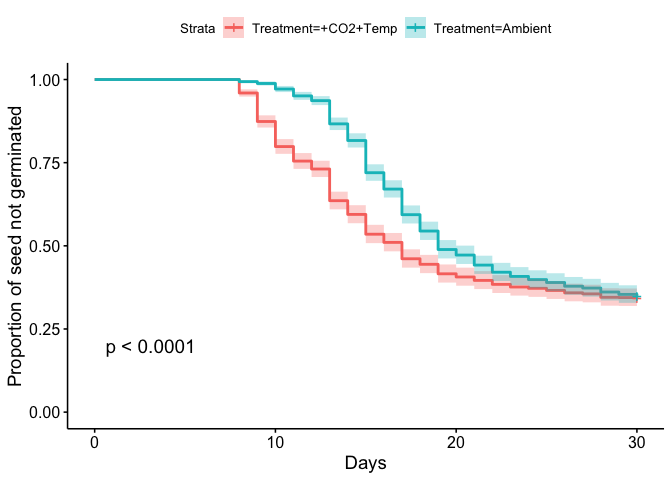 Strata Treatment=+CO2+Temp Treatment=Ambient
Proportion of seed not germinated
1.00
0.75
0.50
0.25
0.00
p < 0.0001
0 10 20 30
Days